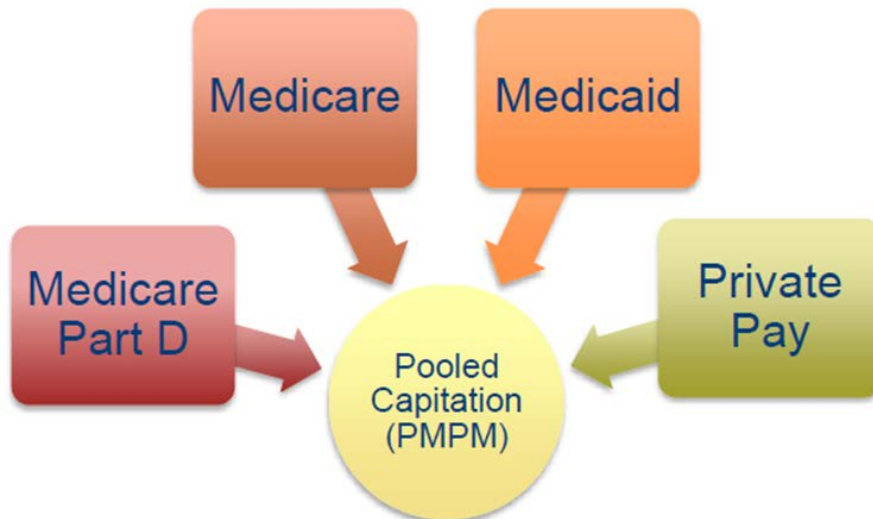 Medicare
Medicaid
Medicare
Part D
Private
Pay
Pooled
Capitation
(PMPM)